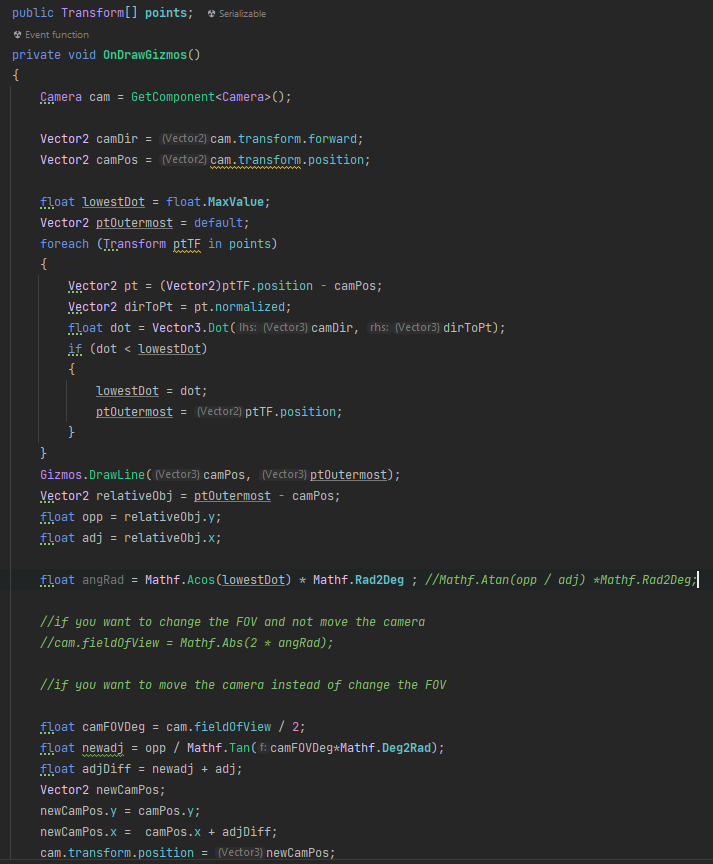 public Transform[] points; Serializable
Event function
private void OnDrawGizmos()
{
Camera cam = GetComponent<Camera>();
Vector2 camDir = (Vector2)cam.transform.forward;
Vector2 camPos = (Vector2)cam.transform.position;
float lowestDot = float.MaxValue;
Vector2 ptOutermost = default;
foreach (Transform ptTF in points)
{
Vector2 pt = (Vector2)ptTF.position - camPos;
Vector2 dirToPt = pt.normalized;
float dot = Vector3.Dot(lhs: (Vector3)camDir, rhs: (Vector3)dirToPt);
if (dot < lowestDot)
{
lowestDot = dot;
ptOutermost = (Vector2)ptTF.position;
}
}
Gizmos.DrawLine((Vector3)camPos, (Vector3)ptOutermost);
Vector2 relativeObj = ptOutermost - camPos;
float opp = relativeObj.y;
float adj = relativeObj.x;
float angRad = Mathf.Acos(lowestDot) * Mathf.Rad2Deg ; //Mathf.Atan(opp / adj) *Mathf.Rad2Deg;
//if you want to change the FOV and not move the camera
//cam.fieldOfView = Mathf.Abs(2 * angRad);
//if you want to move the camera instead of change the FOV
float camFOVDeg = cam.fieldOfView / 2;
float newadj = opp / Mathf.Tan(f: camFOVDeg*Mathf.Deg2Rad);
float adjDiff = newadj + adj;
Vector2 newCamPos;
newCamPos.y = camPos.y;
newCamPos.x =  camPos.x + adjDiff;
cam.transform.position = (Vector3)newCamPos;